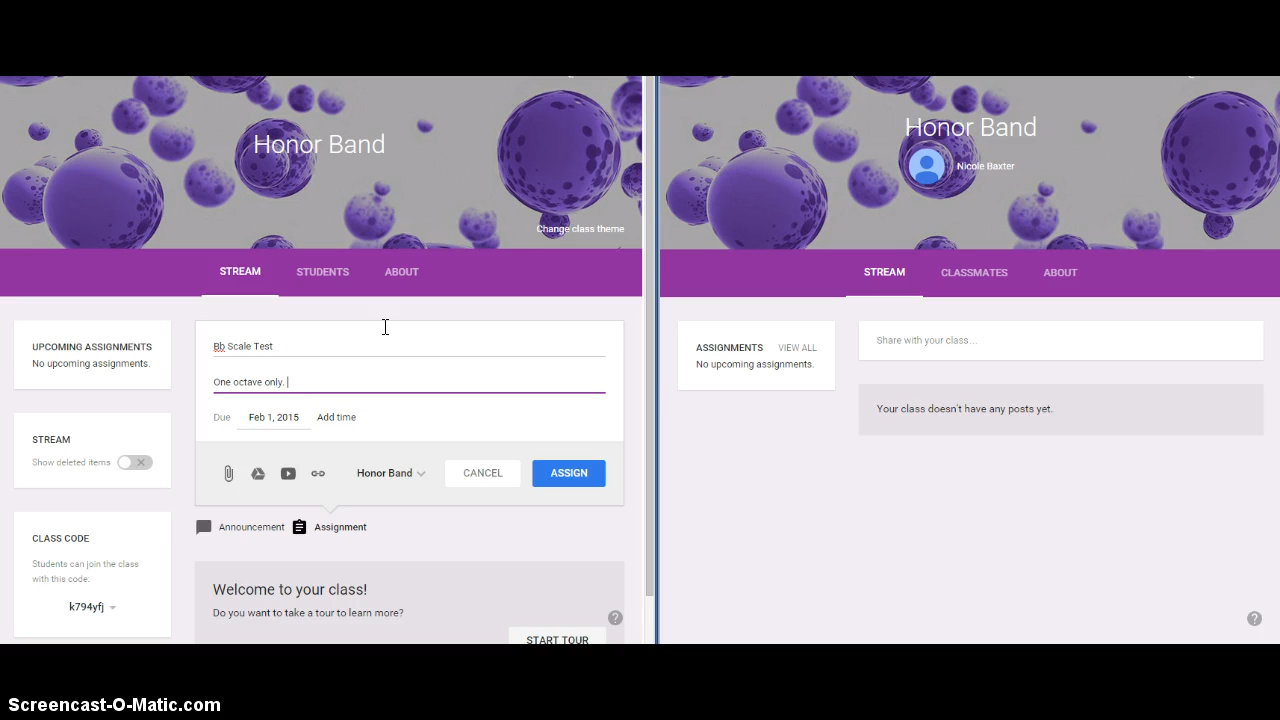 Honor Band
Change class theme
STREAM STUDENTS ABOUT
UPCOMING ASSIGNMENTS
No upcoming assignments.
STREAM
Show deleted items
CLASS CODE
Students can join the class
with this code:
k794yfj
Bb Scale Test
One octave only.
Due Feb 1, 2015 Add time
Honor Band CANCEL ASSIGN
Announcement Assignment
Welcome to your class!
Do you want to take a tour to learn more?
START TOUR
?
Honor Band
Nicole Baxter
STREAM CLASSMATES ABOUT
ASSIGNMENTS VIEW ALL
No upcoming assignments.
Share with your class...
Your class doesn't have any posts yet.
?
Screencast-O-Matic.com